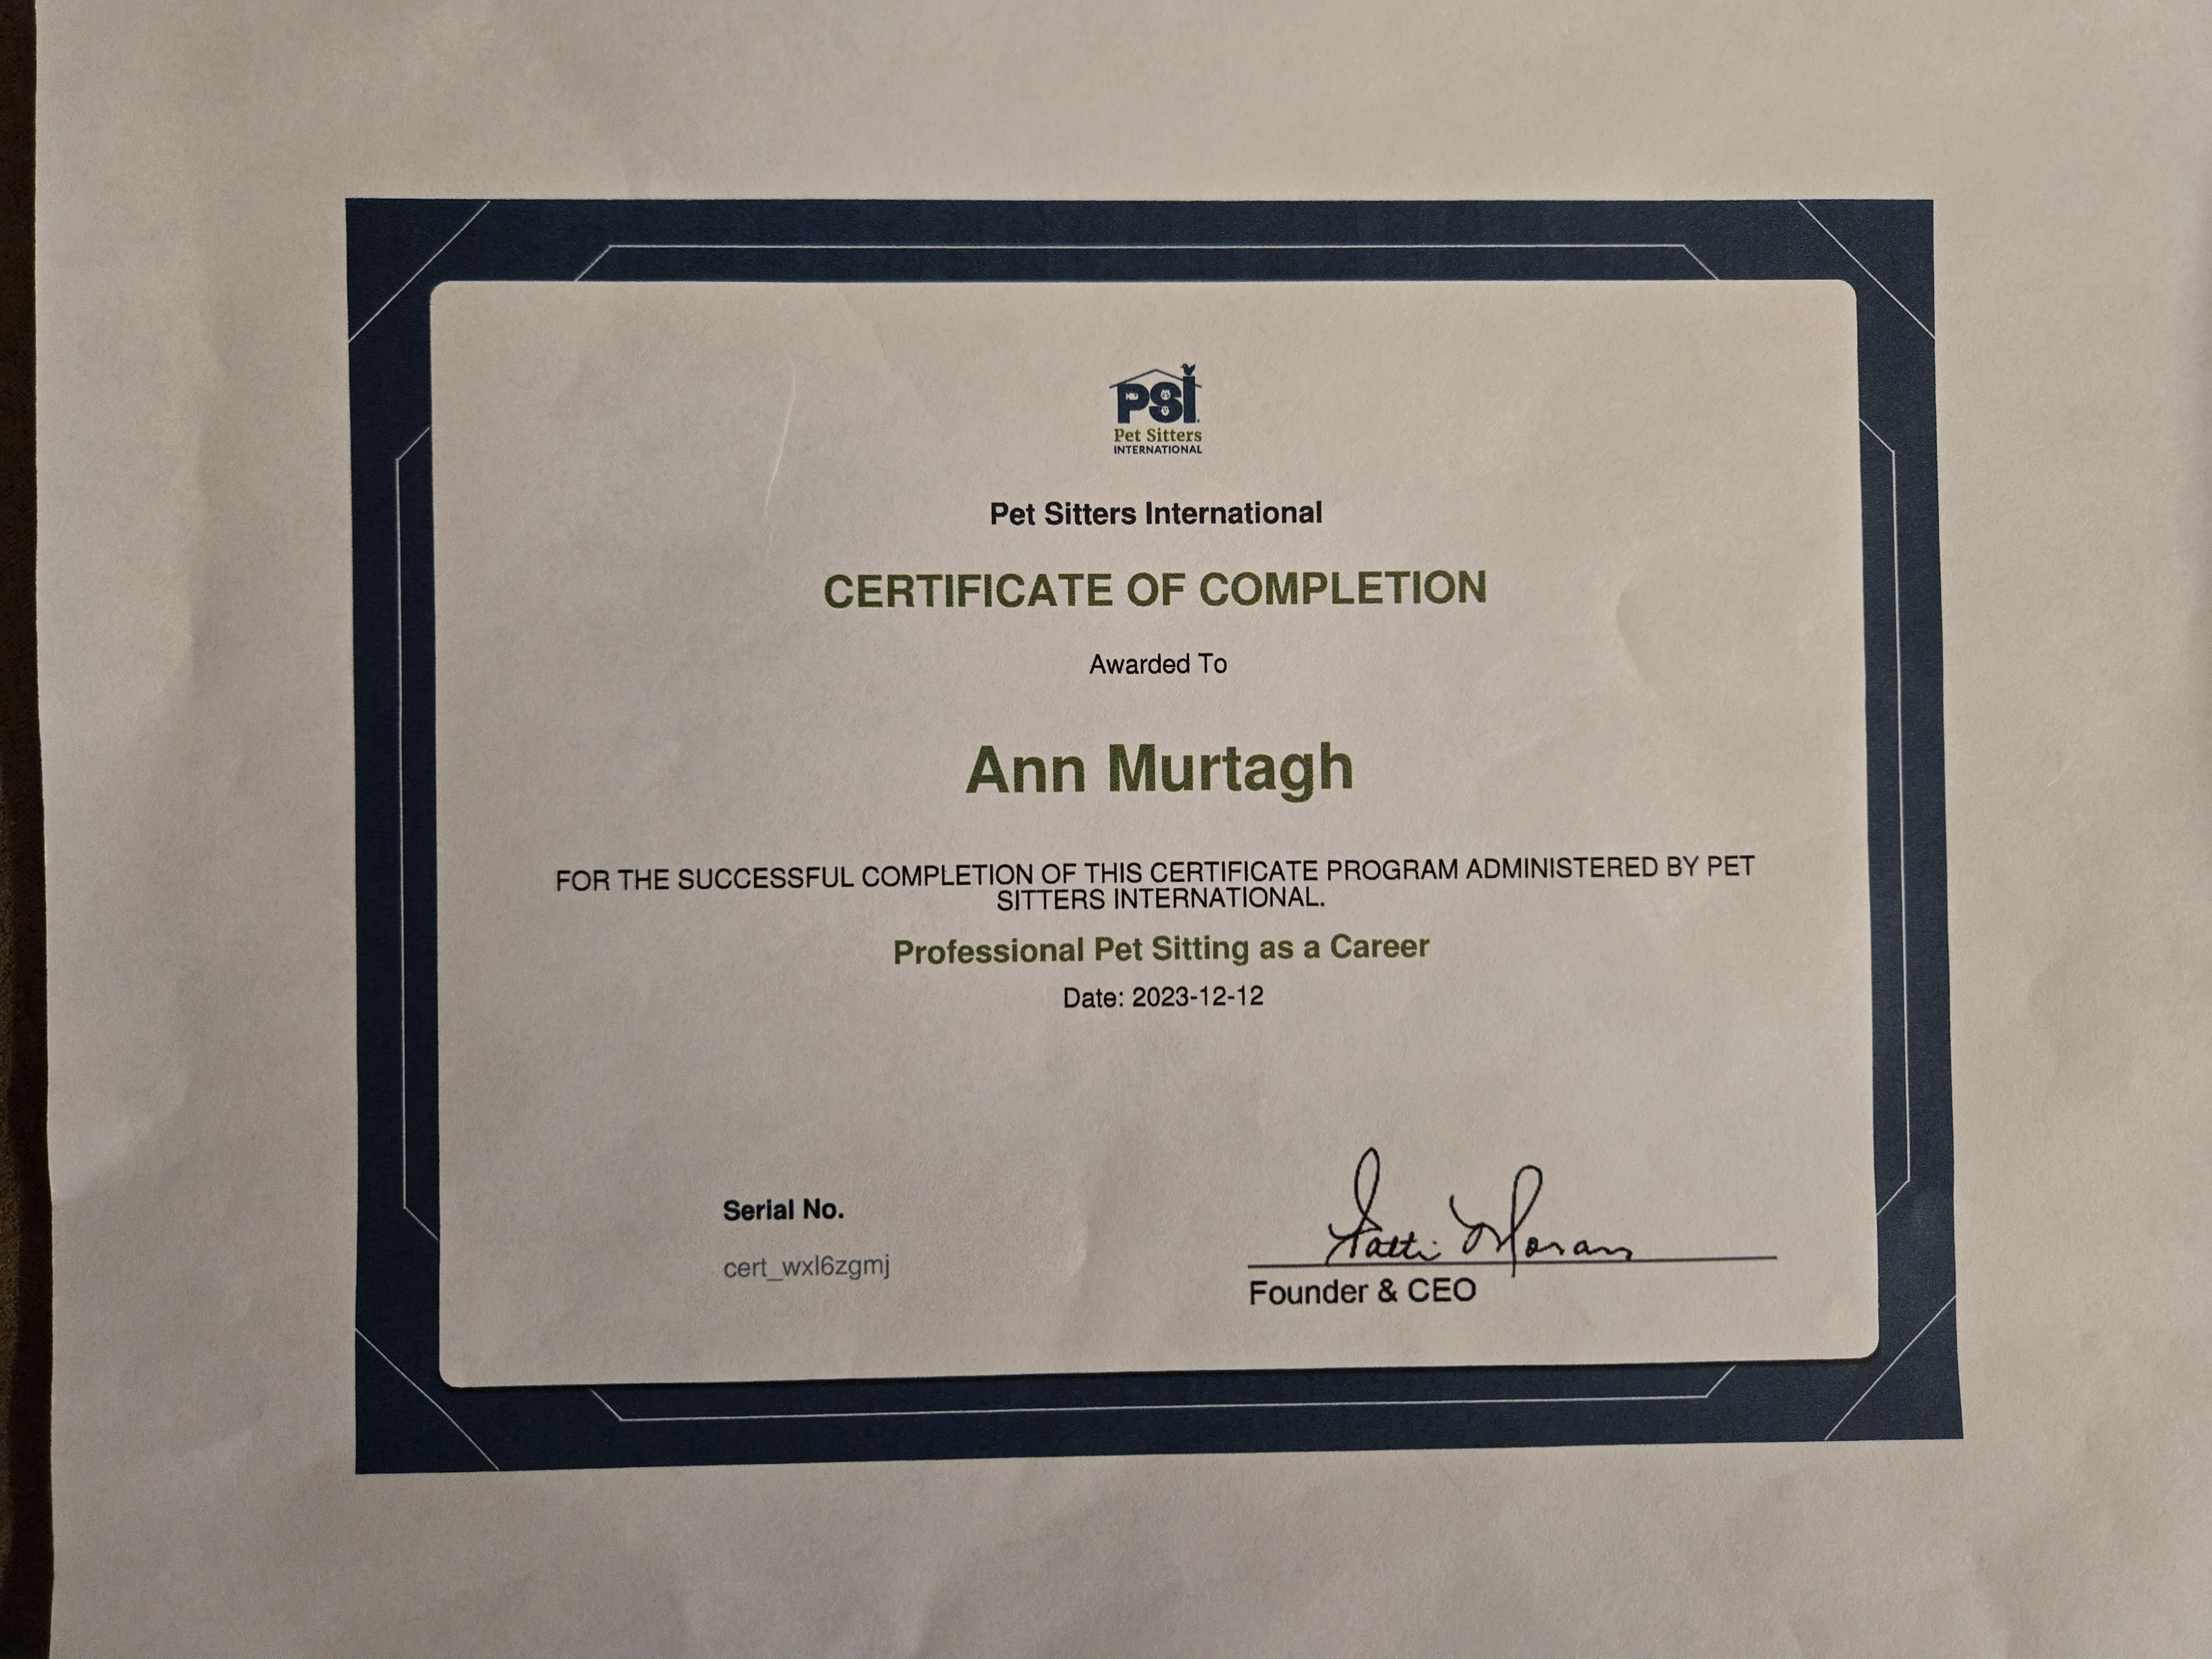 PSi
Pet Sitters
INTERNATIONAL
Pet Sitters International
CERTIFICATE OF COMPLETION
Awarded To
Ann Murtagh
FOR THE SUCCESSFUL COMPLETION OF THIS CERTIFICATE PROGRAM ADMINISTERED BY PET
SITTERS INTERNATIONAL.
Professional Pet Sitting as a Career
Date: 2023-12-12
Serial No.
cert_wxl6zgmj
Patti Moran
Founder & CEO